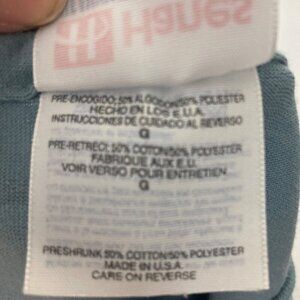 Hanes
PRE-ENCOGIDO; 50% ALGODON/50% POLYESTER
HECHO EN LOS E.U.A.
INSTRUCCIONES DE CUIDADO AL REVERSO
G
PRE-RETRECI; 50% COTTON/50% POLYESTER
FABRIQUE AUX E.U.
VOIR VERSO POUR ENTRETIEN
G
PRESHRUNK 50% COTTON/50% POLYESTER
MADE IN U.S.A.
CARE ON REVERSE